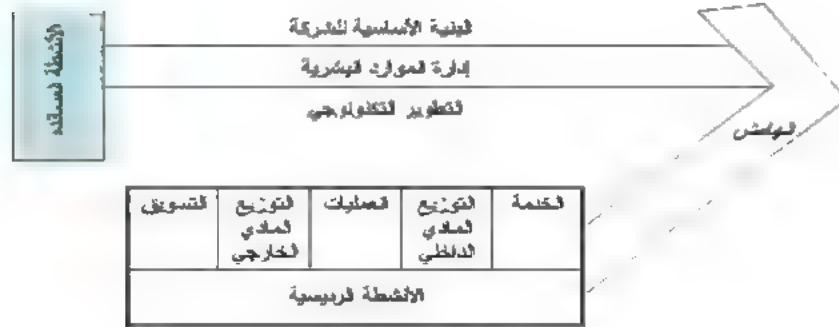 البنية الأساسية للشركة
إدارة الموارد البشرية
التطوير التكنولوجي
الأنشطة المساندة
الهامش
الخدمة
التوزيع
المادي
الداخلي
العمليات
التوزيع
المادي
الخارجي
التسويق
الأنشطة الرئيسية